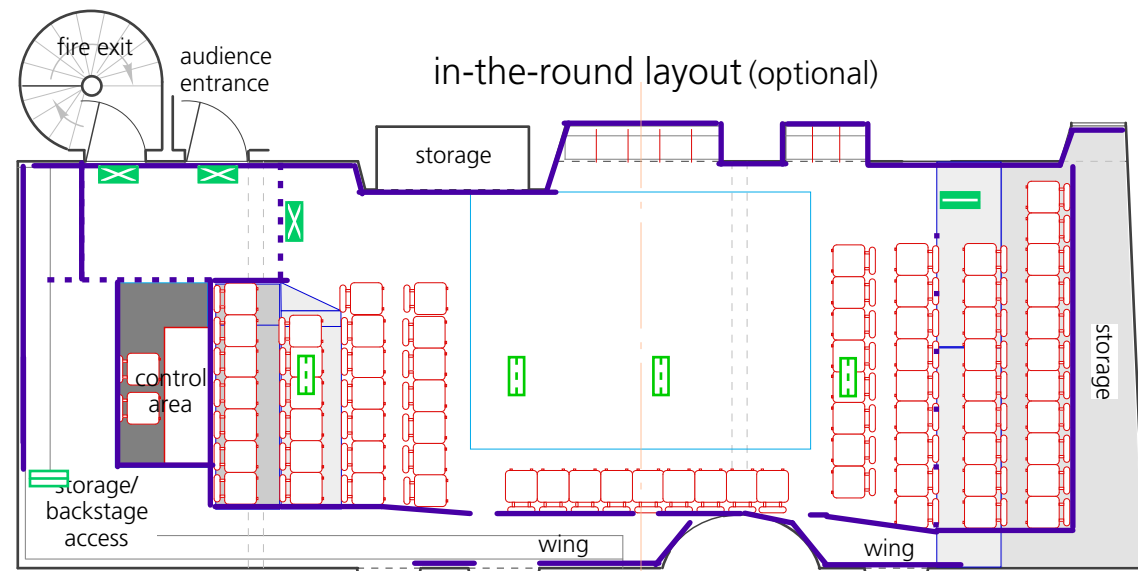 fire exit
audience
entrance
in-the-round layout (optional)
storage
control
area
storage
storage/
backstage
access
wing
wing